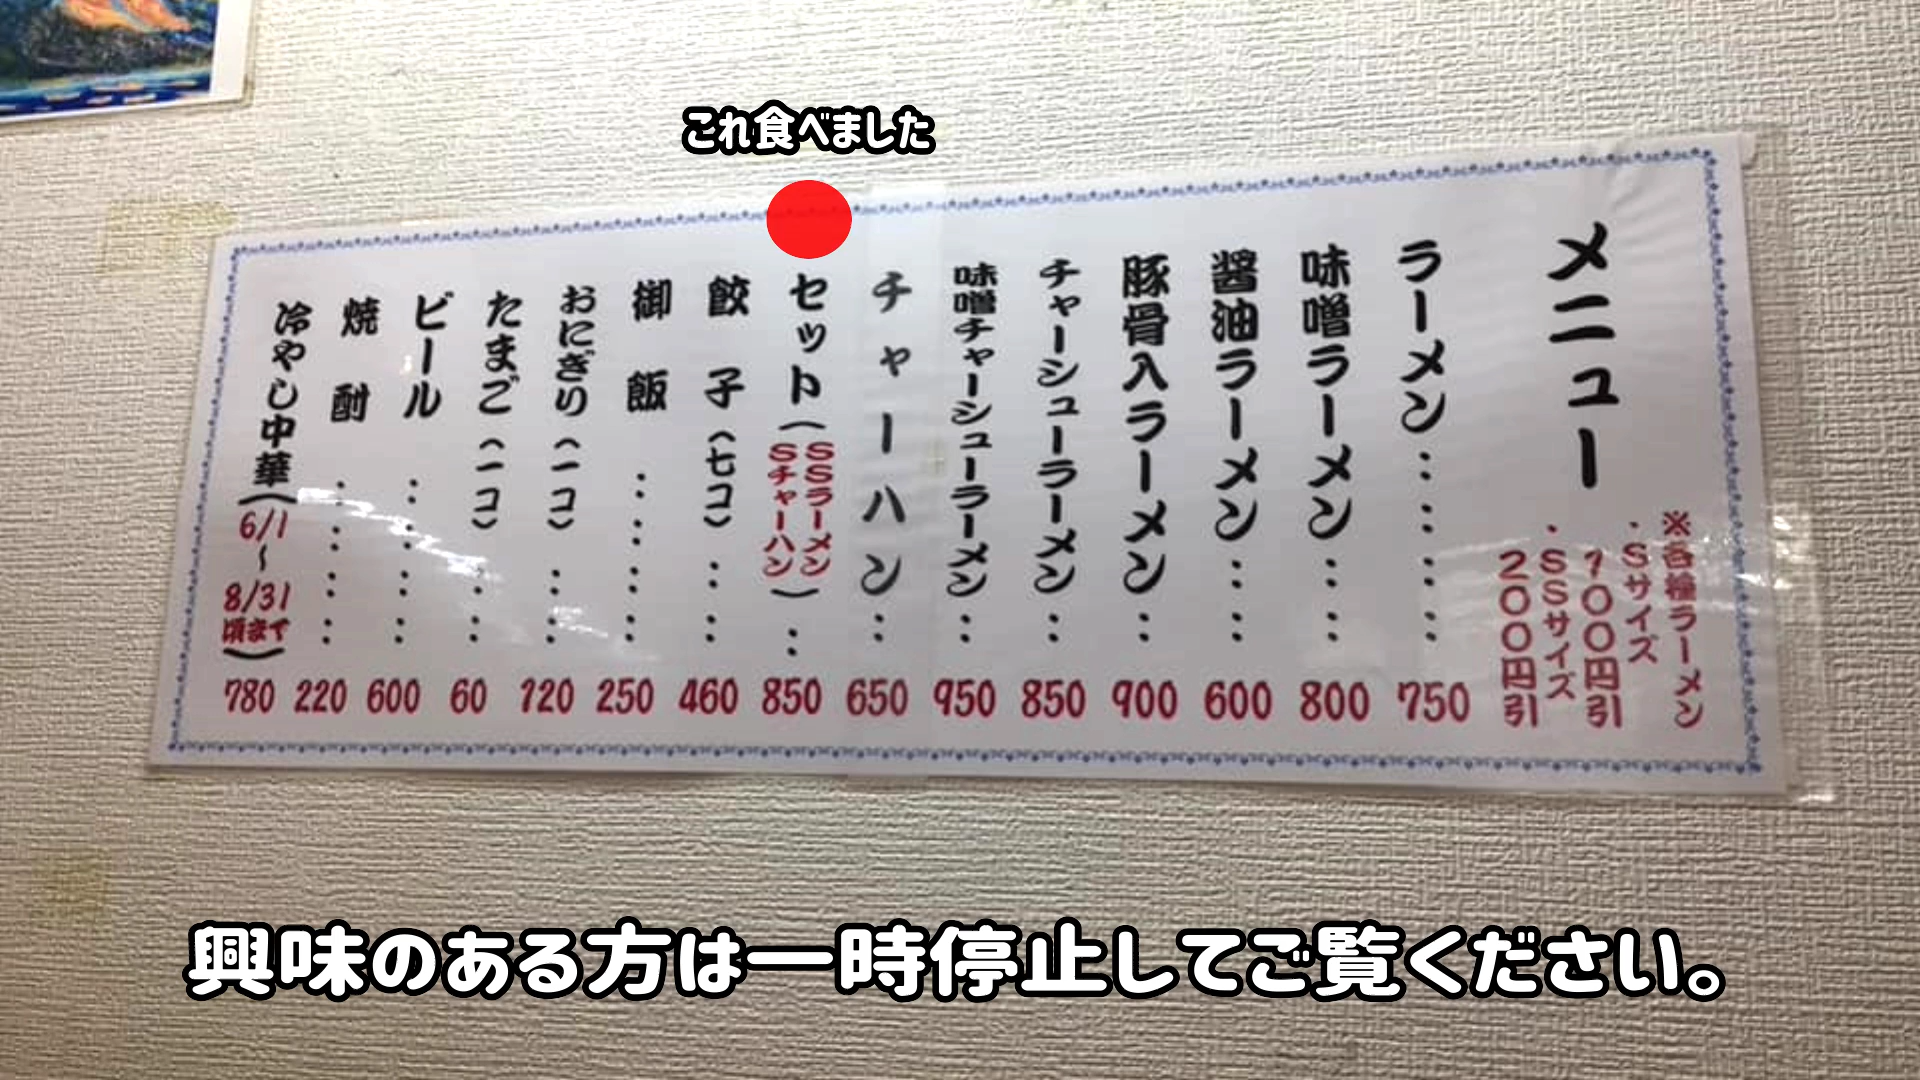 これ食べました
メニュー
※各種ラーメン
・Sサイズ
100円引
・SSサイズ
200円引
ラーメン：：：：750
味噌ラーメン：：800
醤油ラーメン：：600
豚骨入ラーメン：900
チャーシューラーメン：850
味噌チャーシューラーメン：950
チャーハン：650
セット（SSラーメン
Sチャーハン）：850
餃子（七コ）：：460
御飯：：：：250
おにぎり（一コ）：：120
たまご（一コ）：：60
ビール：：：：：600
焼酎：：：：：220
冷やし中華（6/1〜8/31頃まで）780
興味のある方は一時停止してご覧ください。